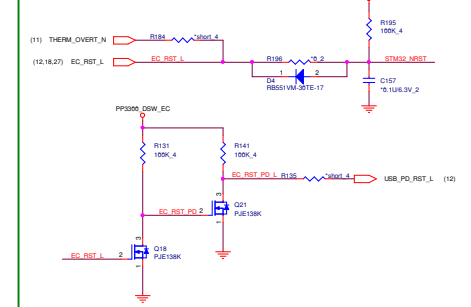 R195
100K_4
(11) THERM_OVERT_N
R184
*short_4
(12,18,27) EC_RST_L
EC_RST_L
R196
*0_2
STM32_NRST
1
2
D4
RB551VM-30TE-17
C157
*0.1U/6.3V_2
PP3300_DSW_EC
R131
100K_4
R141
100K_4
EC_RST_PD_L
R135
*short_4
USB_PD_RST_L (12)
3
EC_RST_PD
2
Q21
PJE138K
1
3
EC_RST_L
2
Q18
PJE138K
1